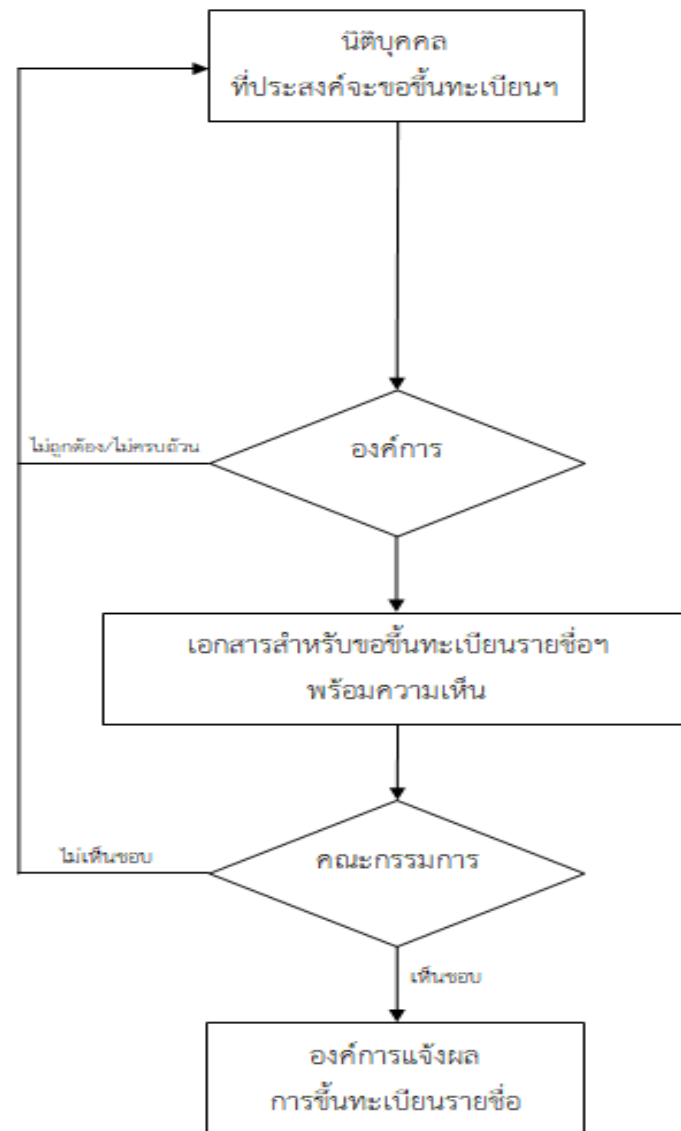 นิติบุคคล
ที่ประสงค์จะขอขึ้นทะเบียนฯ
องค์การ
ไม่ถูกต้อง/ไม่ครบถ้วน
เอกสารสำหรับขอขึ้นทะเบียนรายชื่อฯ
พร้อมความเห็น
คณะกรรมการ
ไม่เห็นชอบ
เห็นชอบ
องค์การแจ้งผล
การขึ้นทะเบียนรายชื่อ